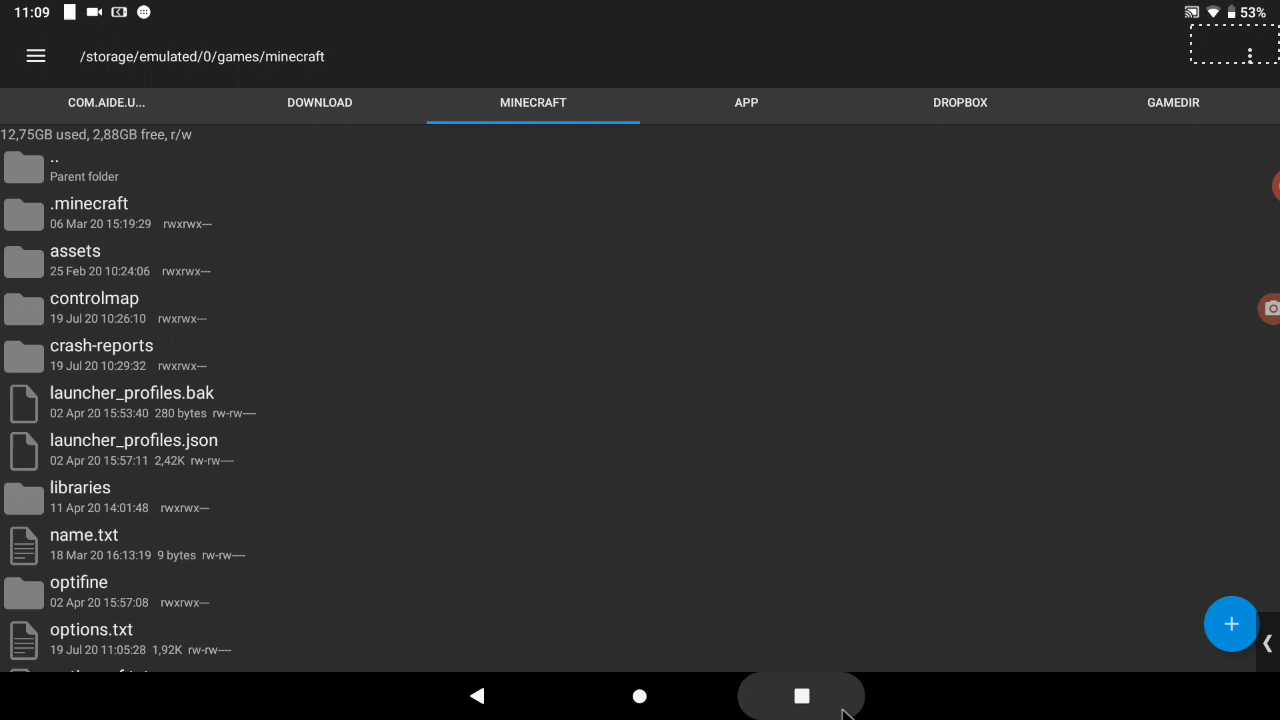 11:09
53%
/storage/emulated/0/games/minecraft
COM.AIDE.U... DOWNLOAD MINECRAFT APP DROPBOX GAMEDIR
12,75GB used, 2,88GB free, r/w
..
Parent folder
.minecraft
06 Mar 20 15:19:29 rwxrwx---
assets
25 Feb 20 10:24:06 rwxrwx---
controlmap
19 Jul 20 10:26:10 rwxrwx---
crash-reports
19 Jul 20 10:29:32 rwxrwx---
launcher_profiles.bak
02 Apr 20 15:53:40 280 bytes rw-rw----
launcher_profiles.json
02 Apr 20 15:57:11 2,42K rw-rw----
libraries
11 Apr 20 14:01:48 rwxrwx---
name.txt
18 Mar 20 16:13:19 9 bytes rw-rw----
optifine
02 Apr 20 15:57:08 rwxrwx---
options.txt
19 Jul 20 11:05:28 1,92K rw-rw----